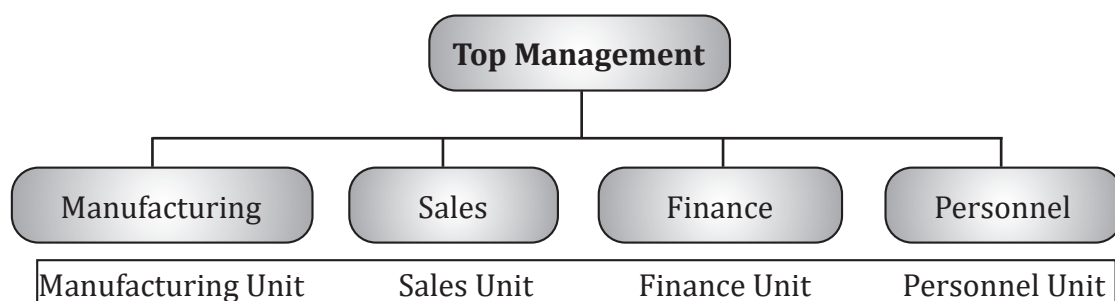 Top Management
Manufacturing Sales Finance Personnel
Manufacturing Unit Sales Unit Finance Unit Personnel Unit